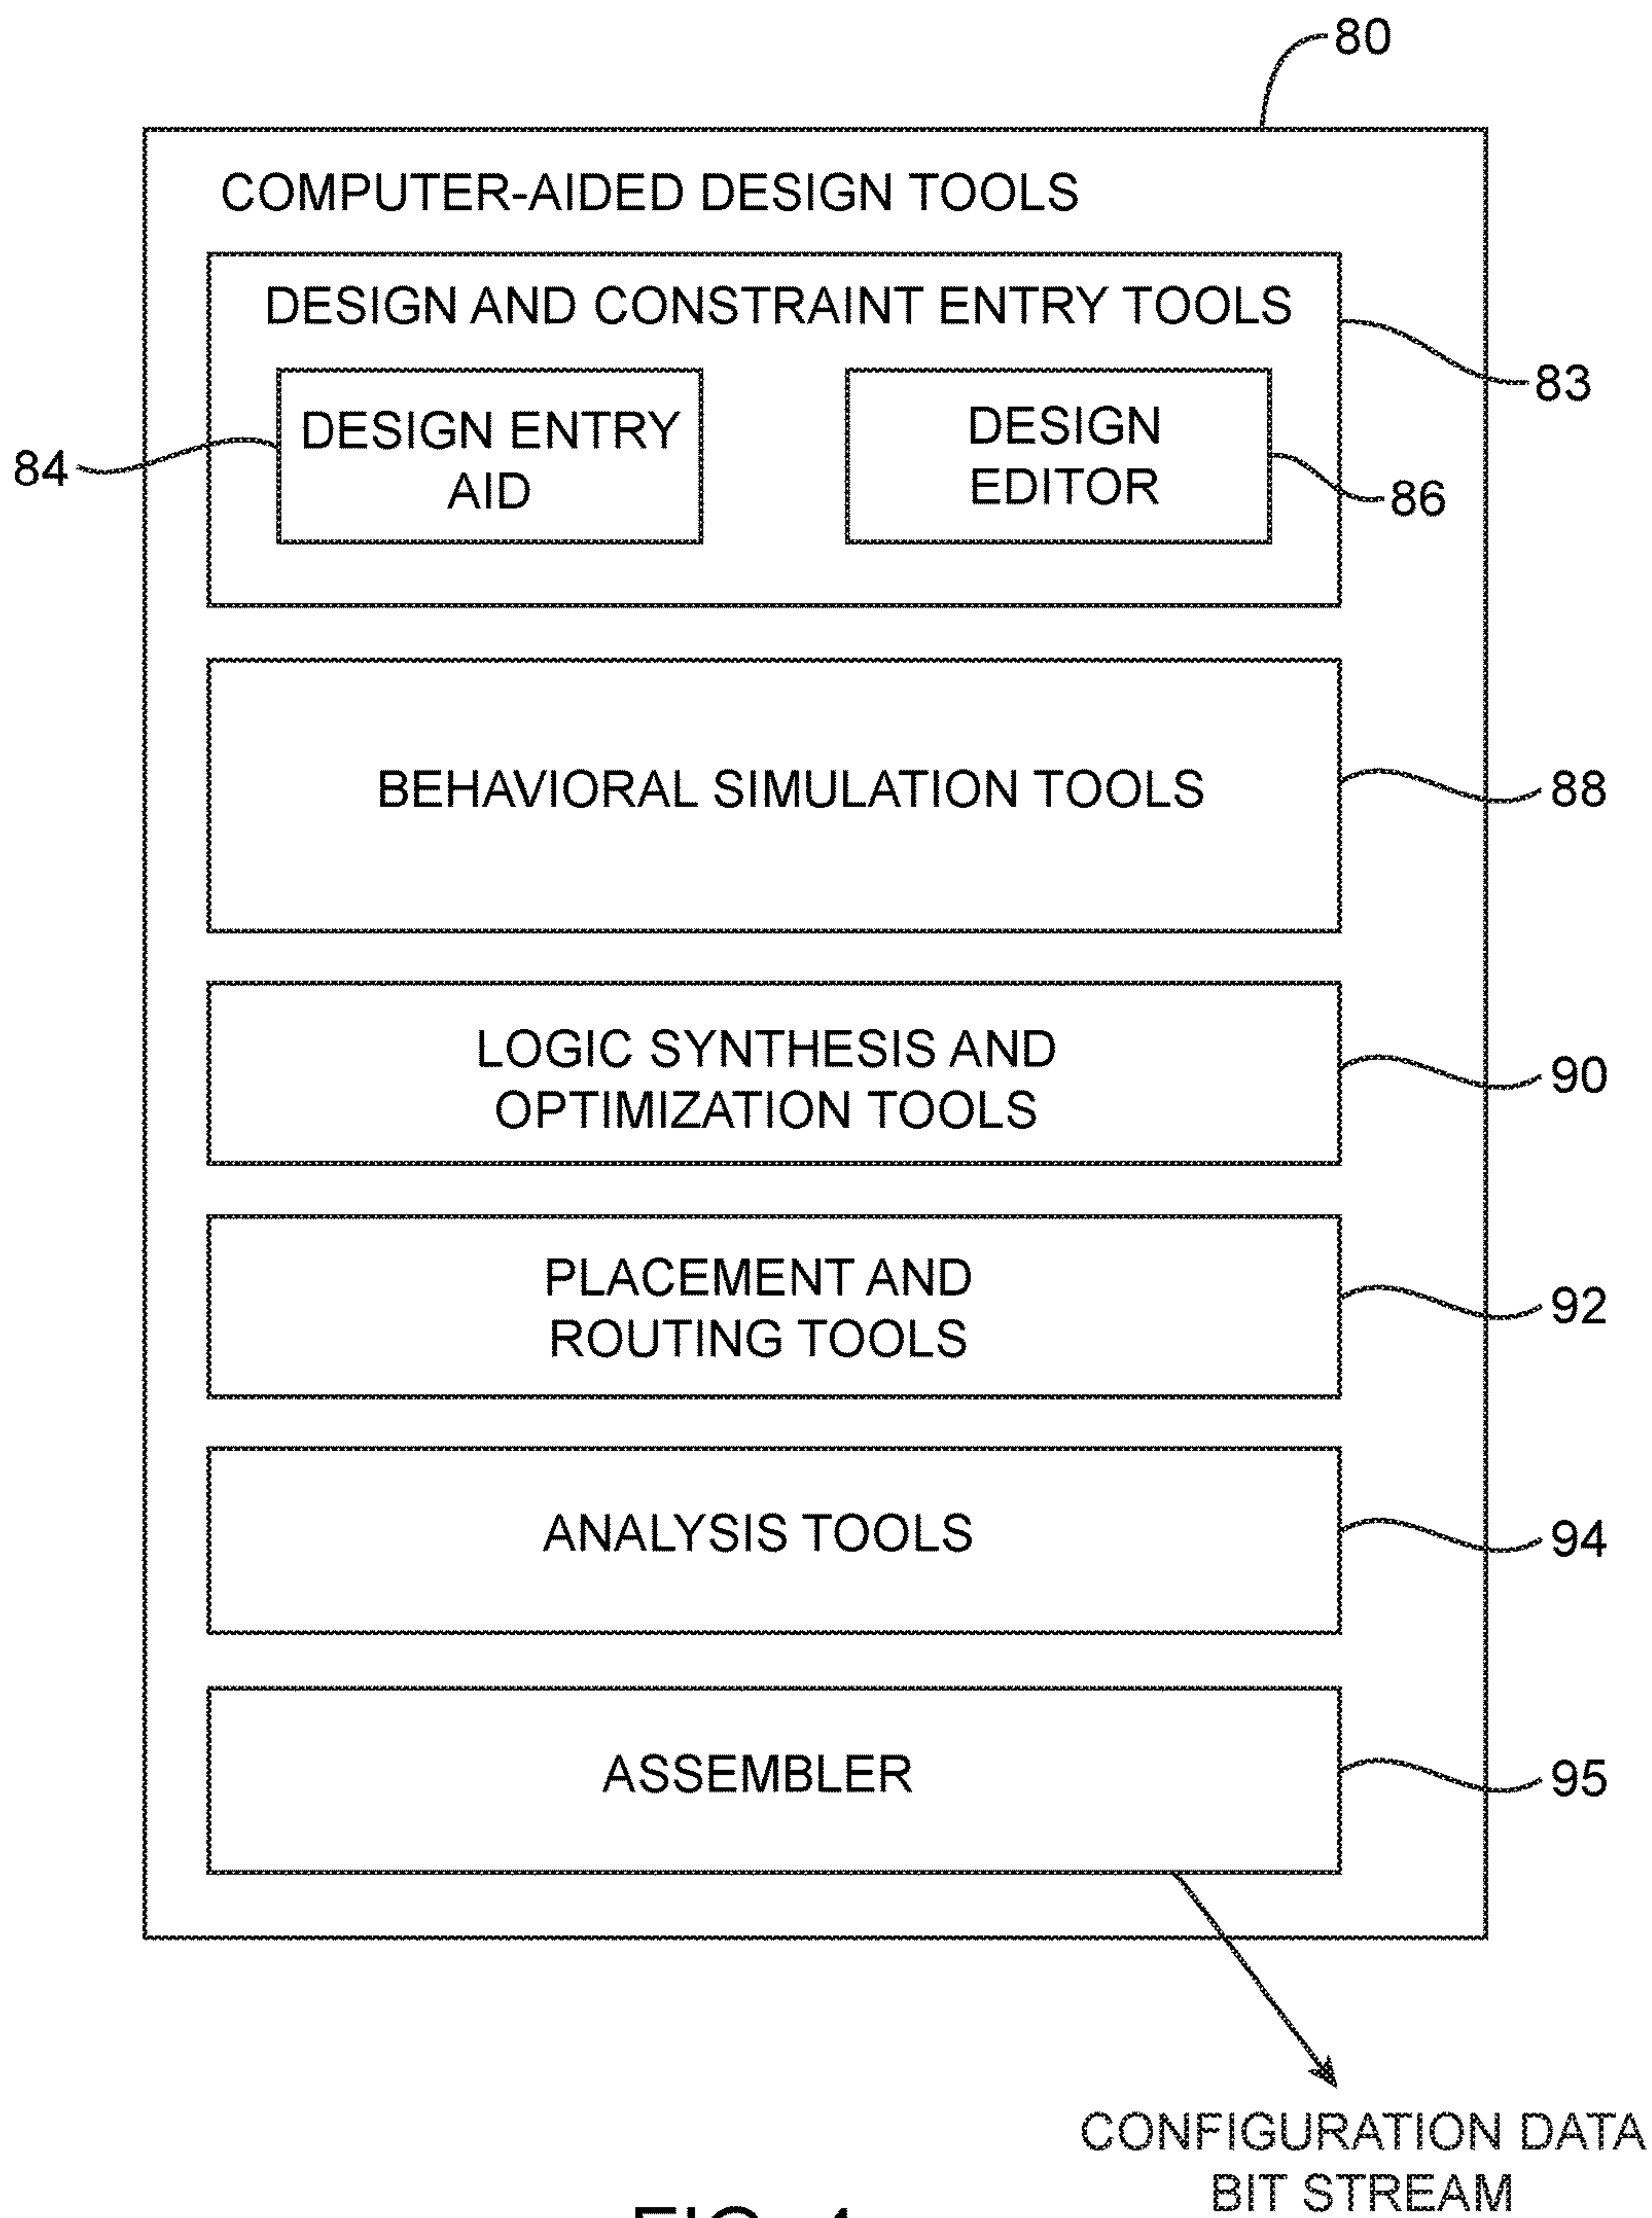 80
COMPUTER-AIDED DESIGN TOOLS
DESIGN AND CONSTRAINT ENTRY TOOLS
83
DESIGN ENTRY
AID
84
DESIGN
EDITOR
86
BEHAVIORAL SIMULATION TOOLS
88
LOGIC SYNTHESIS AND
OPTIMIZATION TOOLS
90
PLACEMENT AND
ROUTING TOOLS
92
ANALYSIS TOOLS
94
ASSEMBLER
95
CONFIGURATION DATA
BIT STREAM